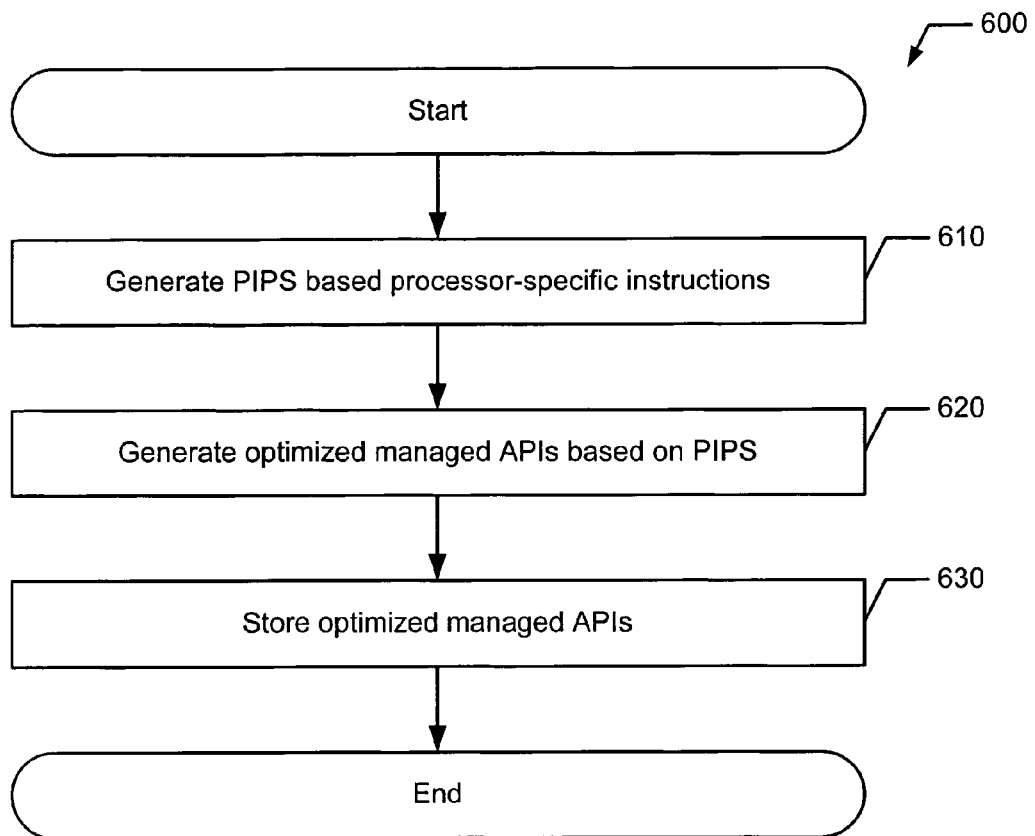 600
Start
610
Generate PIPS based processor-specific instructions
620
Generate optimized managed APIs based on PIPS
630
Store optimized managed APIs
End